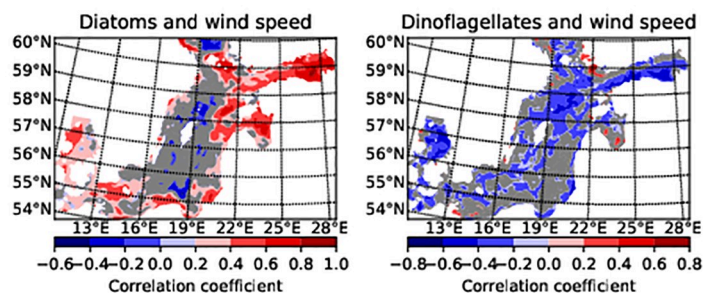 Diatoms and wind speed
60°N
59°N
58°N
57°N
56°N
55°N
54°N
13°E 16°E 19°E 22°E 25°E 28°E
−0.6−0.4−0.2 0.0 0.2 0.4 0.6 0.8 1.0
Correlation coefficient
Dinoflagellates and wind speed
60°N
59°N
58°N
57°N
56°N
55°N
54°N
13°E 16°E 19°E 22°E 25°E 28°E
−0.8−0.6−0.4−0.2 0.0 0.2 0.4 0.6 0.8
Correlation coefficient